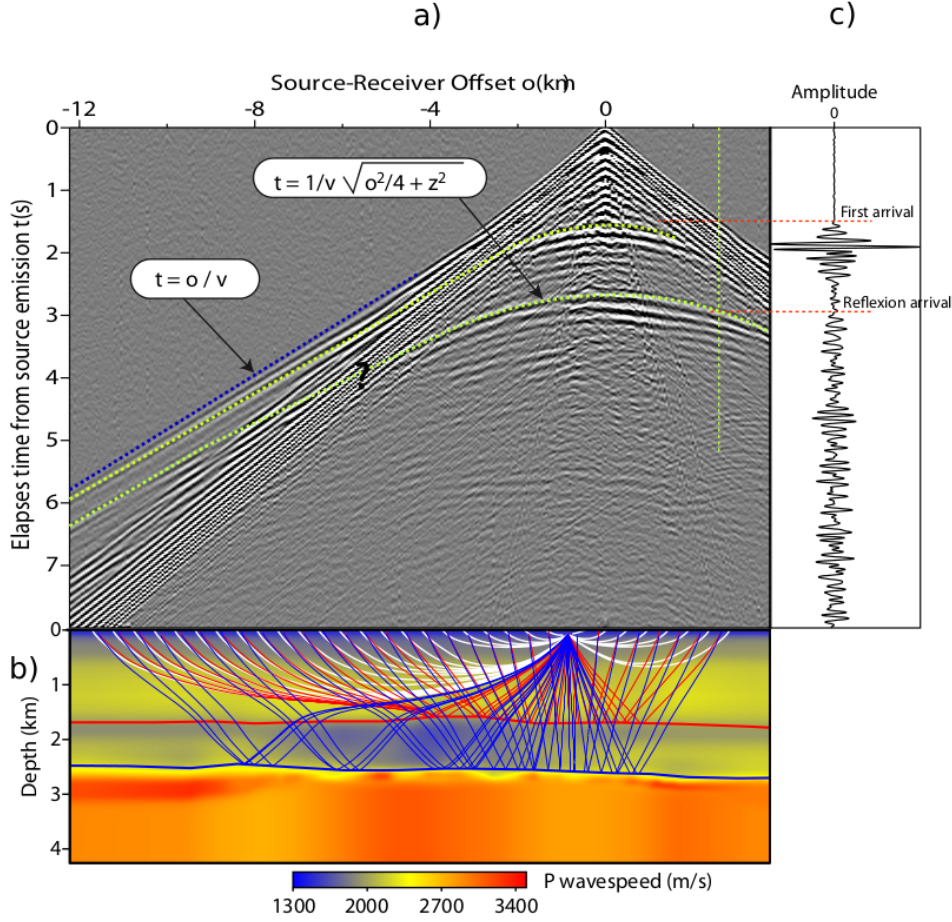 a)
c)
Source-Receiver Offset o(km)
Amplitude
-12 -8 -4 0
0
0
1
2
3
4
5
6
7
Elapses time from source emission t(s)
t = 1/v √o²/4 + z²
t = o / v
?
First arrival
Reflexion arrival
b)
0
1
2
3
4
Depth (km)
P wavespeed (m/s)
1300 2000 2700 3400